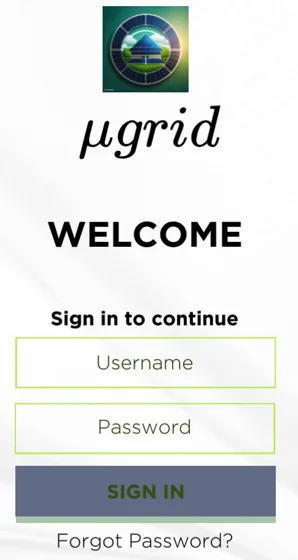 μgrid
WELCOME
Sign in to continue
Username
Password
SIGN IN
Forgot Password?